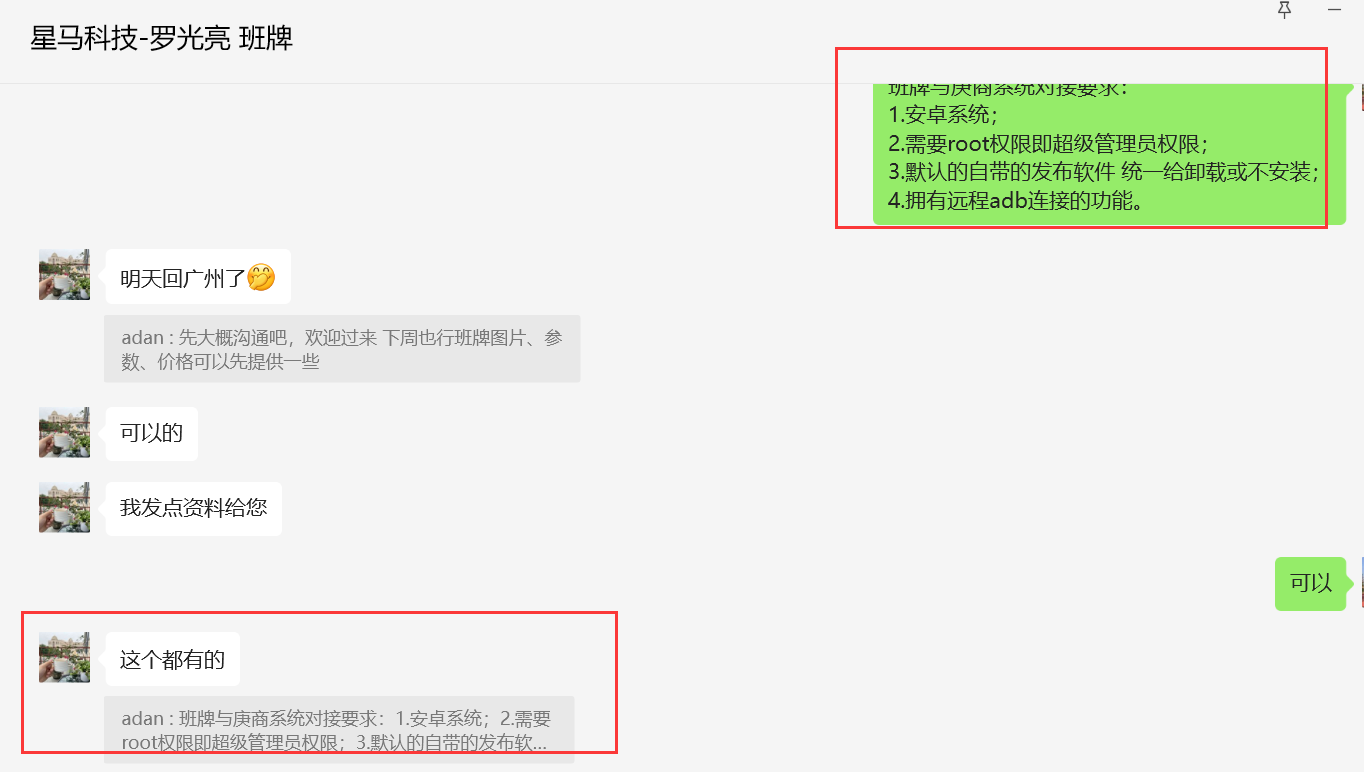 星马科技-罗光亮 班牌
班牌与庚商系统对接要求：
1.安卓系统；
2.需要root权限即超级管理员权限；
3.默认的自带的发布软件 统一给卸载或不安装；
4.拥有远程adb连接的功能。
明天回广州了
adan : 先大概沟通吧，欢迎过来 下周也行班牌图片、参
数、价格可以先提供一些
可以的
我发点资料给您
可以
这个都有的
adan : 班牌与庚商系统对接要求：1.安卓系统；2.需要
root权限即超级管理员权限；3.默认的自带的发布软...